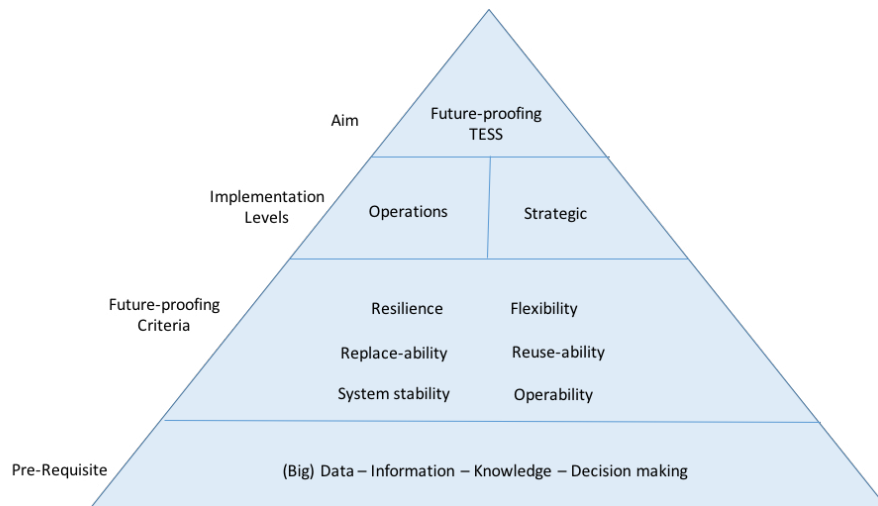 Aim
Future-proofing
TESS
Implementation
Levels
Operations
Strategic
Future-proofing
Criteria
Resilience
Flexibility
Replace-ability
Reuse-ability
System stability
Operability
Pre-Requisite
(Big) Data – Information – Knowledge – Decision making